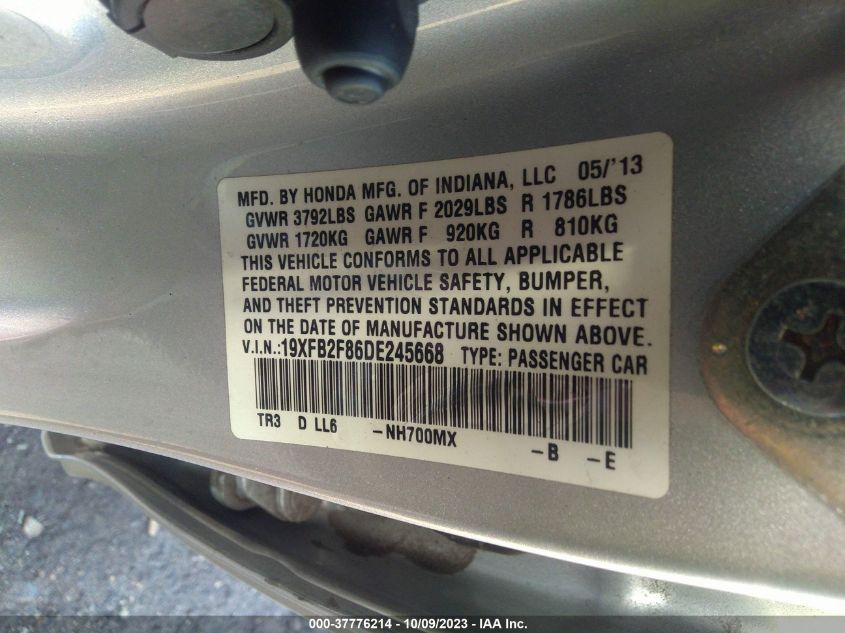 MFD. BY HONDA MFG. OF INDIANA, LLC 05/'13
GVWR 3792LBS GAWR F 2029LBS R 1786LBS
GVWR 1720KG GAWR F 920KG R 810KG
THIS VEHICLE CONFORMS TO ALL APPLICABLE
FEDERAL MOTOR VEHICLE SAFETY, BUMPER,
AND THEFT PREVENTION STANDARDS IN EFFECT
ON THE DATE OF MANUFACTURE SHOWN ABOVE.
V.I.N.:19XFB2F86DE245668 TYPE: PASSENGER CAR
TR3 D LL6 -NH700MX -B -E
000-37776214 - 10/09/2023 - IAA Inc.